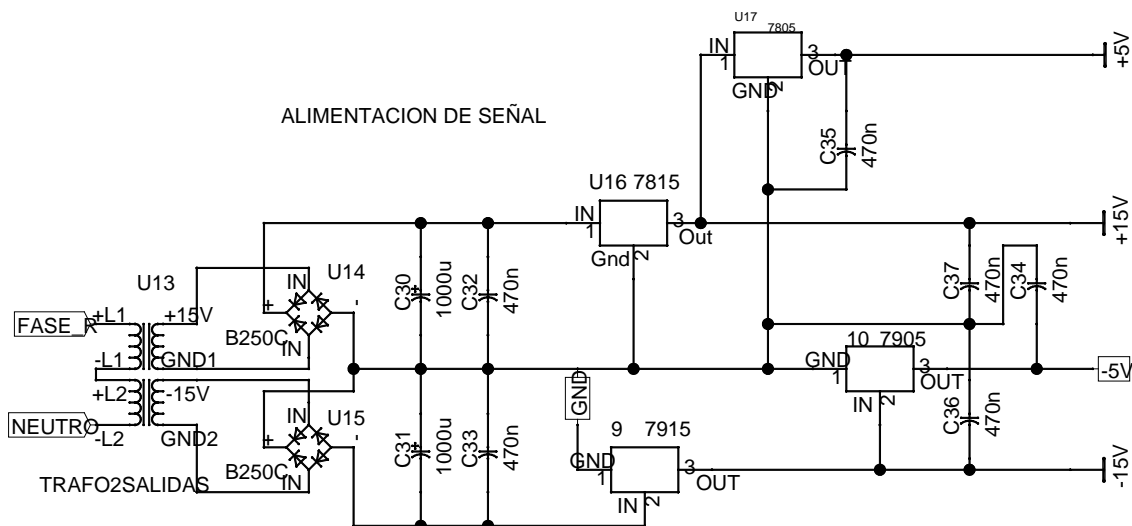 U17
7805
IN
1
3
OUT
GND
2
+5V
ALIMENTACION DE SEÑAL
C35
470n
U16 7815
IN
1
3
Out
Gnd
2
+15V
U13
U14
IN
+
-
B250C
IN
C30
1000u
C32
470n
C37
470n
C34
470n
FASE_R
+L1
+15V
-L1
GND1
+L2
-15V
NEUTRO
-L2
GND2
TRAFO2SALIDAS
U15
IN
+
-
B250C
IN
C31
1000u
C33
470n
GND
10 7905
GND
1
3
OUT
IN
2
-5V
C36
470n
9 7915
GND
1
3
OUT
IN
2
-15V